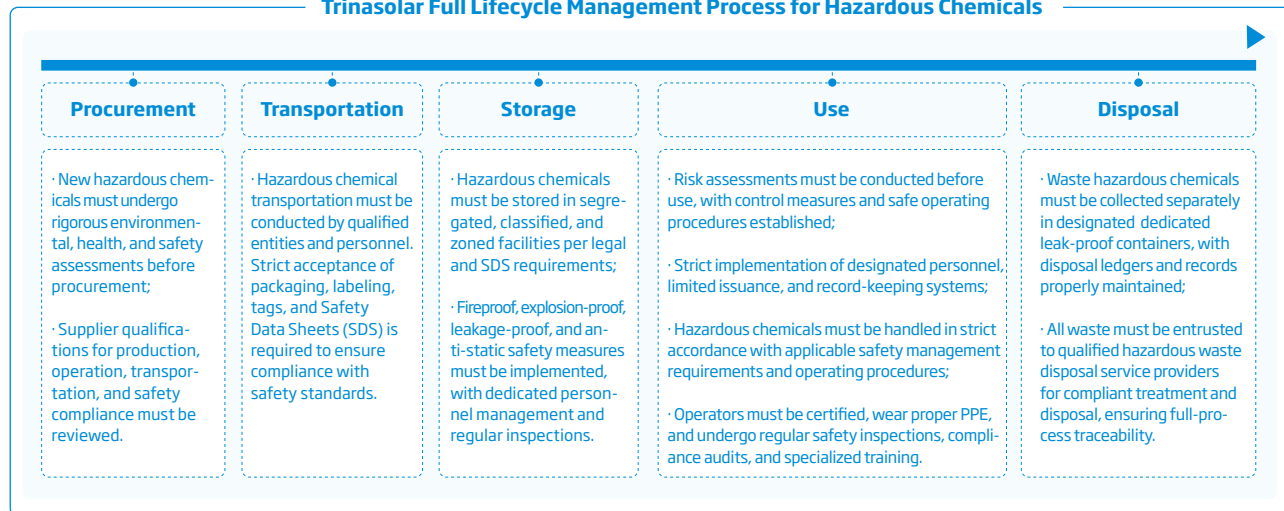 Trinasolar Full Lifecycle Management Process for Hazardous Chemicals
Procurement
· New hazardous chem-
icals must undergo
rigorous environmen-
tal, health, and safety
assessments before
procurement;
· Supplier qualifica-
tions for production,
operation, transpor-
tation, and safety
compliance must be
reviewed.
Transportation
· Hazardous chemical
transportation must be
conducted by qualified
entities and personnel.
Strict acceptance of
packaging, labeling,
tags, and Safety
Data Sheets (SDS) is
required to ensure
compliance with
safety standards.
Storage
· Hazardous chemicals
must be stored in segre-
gated, classified, and
zoned facilities per legal
and SDS requirements;
· Fireproof, explosion-proof,
leakage-proof, and an-
ti-static safety measures
must be implemented,
with dedicated person-
nel management and
regular inspections.
Use
· Risk assessments must be conducted before
use, with control measures and safe operating
procedures established;
· Strict implementation of designated personnel,
limited issuance, and record-keeping systems;
· Hazardous chemicals must be handled in strict
accordance with applicable safety management
requirements and operating procedures;
· Operators must be certified, wear proper PPE,
and undergo regular safety inspections, compli-
ance audits, and specialized training.
Disposal
· Waste hazardous chemicals
must be collected separately
in designated dedicated
leak-proof containers, with
disposal ledgers and records
properly maintained;
· All waste must be entrusted
to qualified hazardous waste
disposal service providers
for compliant treatment and
disposal, ensuring full-pro-
cess traceability.